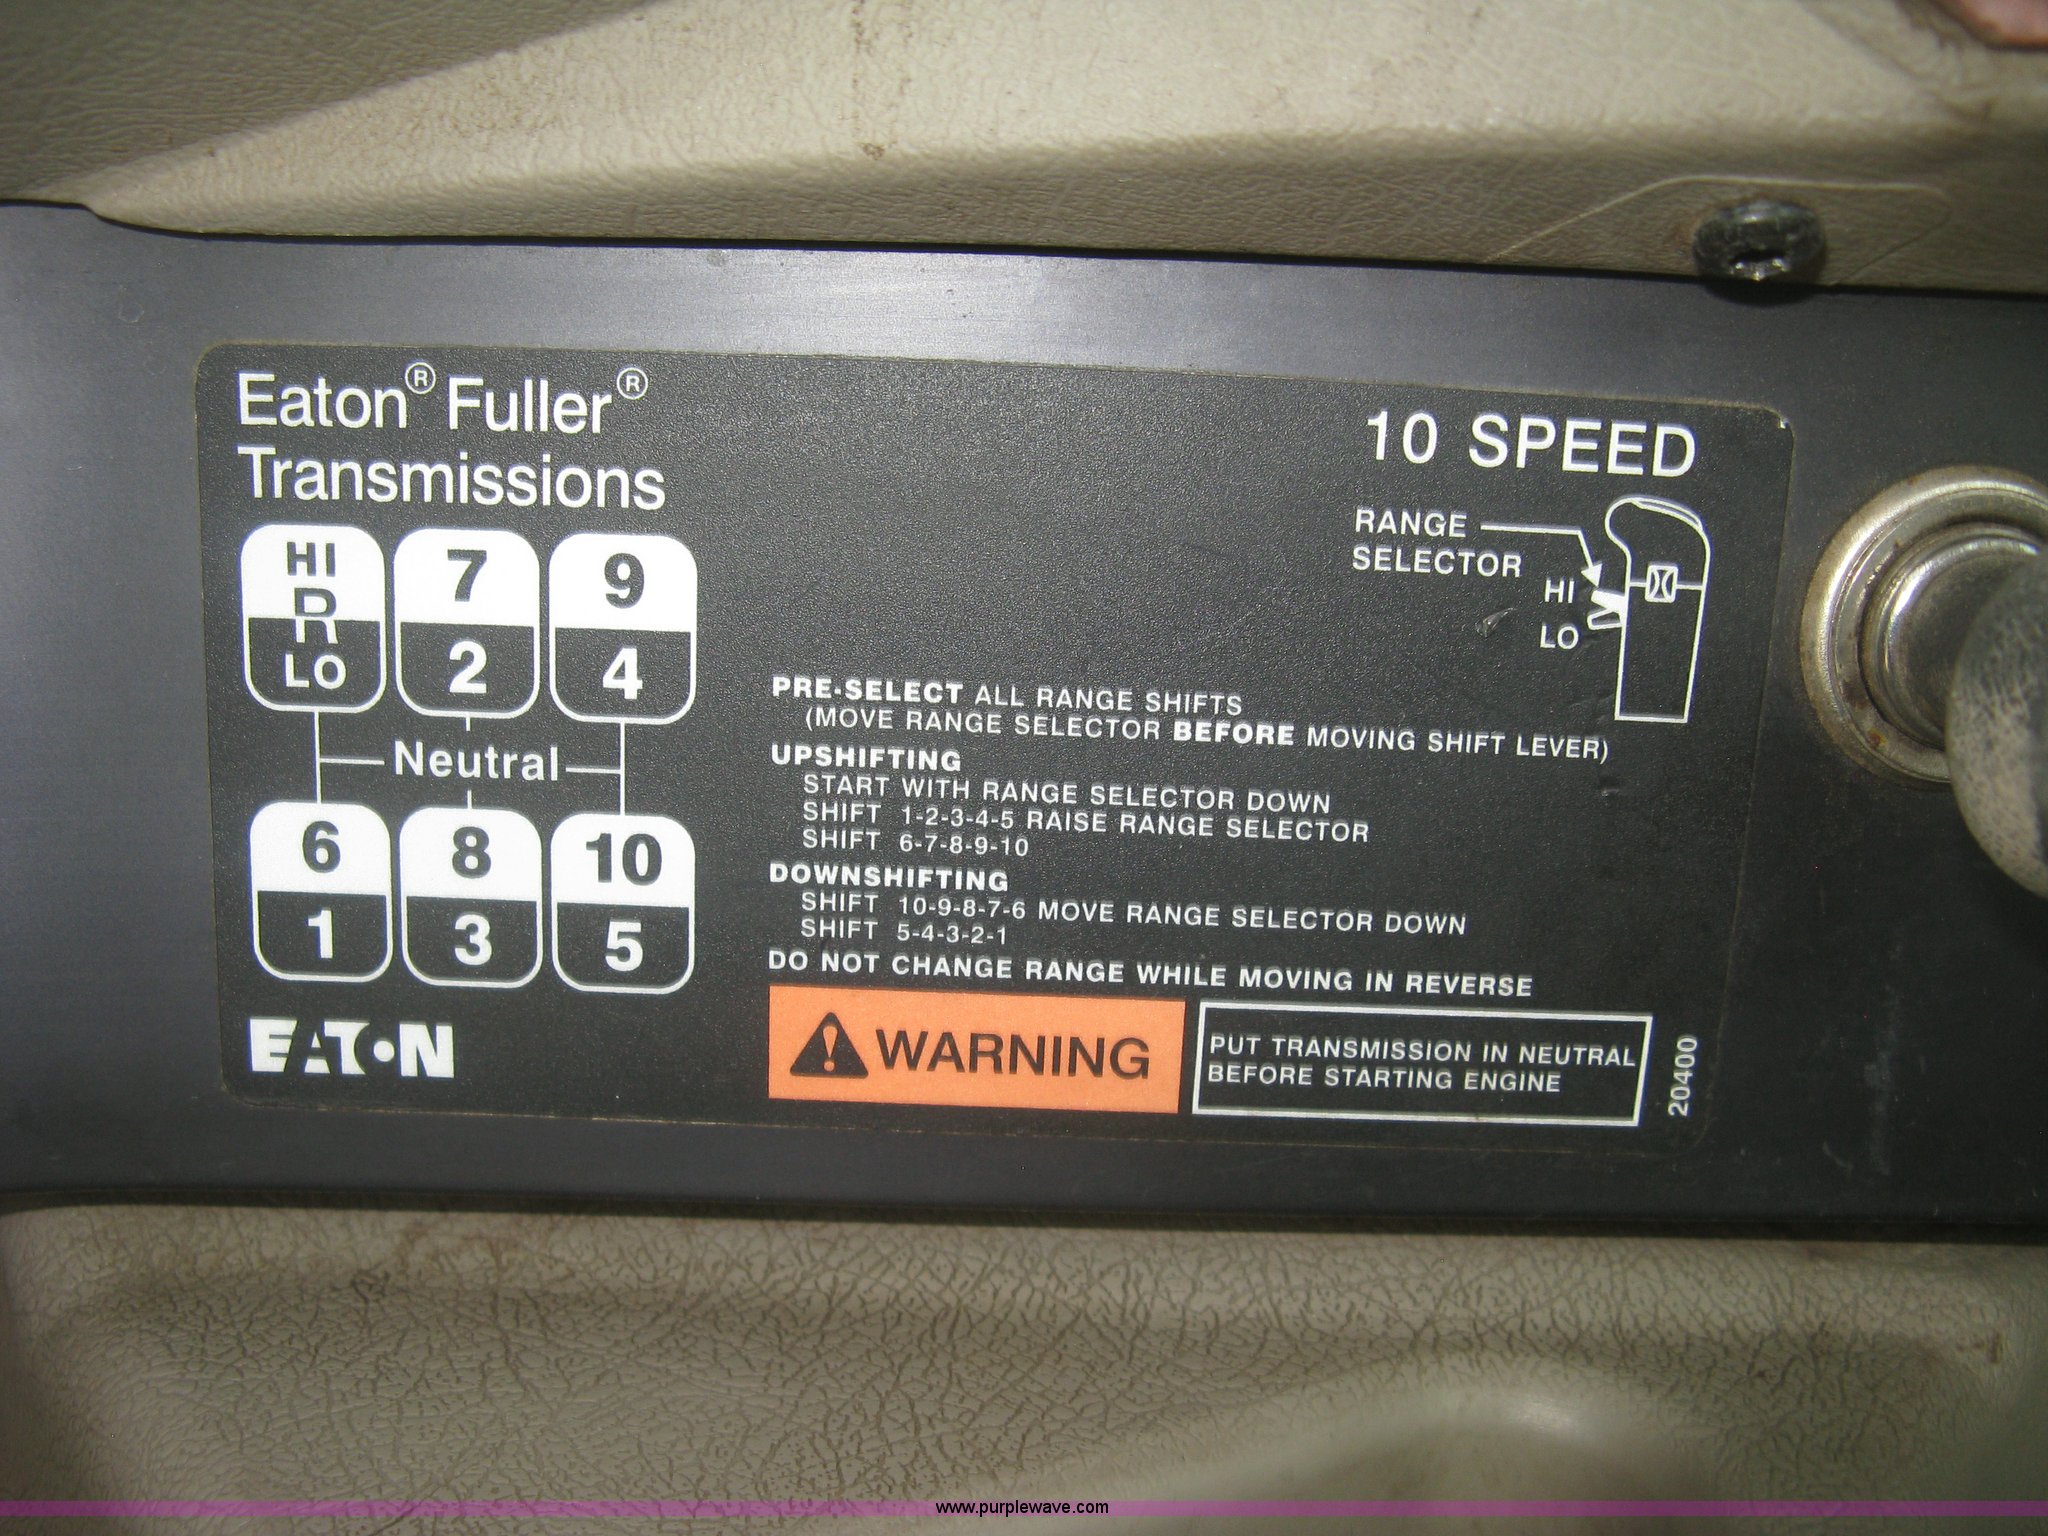 Eaton® Fuller®
Transmissions
10 SPEED
RANGE
SELECTOR
HI
LO
HI
R
LO
7
2
9
4
Neutral
6
1
8
3
10
5
PRE-SELECT ALL RANGE SHIFTS
(MOVE RANGE SELECTOR BEFORE MOVING SHIFT LEVER)
UPSHIFTING
START WITH RANGE SELECTOR DOWN
SHIFT 1-2-3-4-5 RAISE RANGE SELECTOR
SHIFT 6-7-8-9-10
DOWNSHIFTING
SHIFT 10-9-8-7-6 MOVE RANGE SELECTOR DOWN
SHIFT 5-4-3-2-1
DO NOT CHANGE RANGE WHILE MOVING IN REVERSE
EATON
WARNING
PUT TRANSMISSION IN NEUTRAL
BEFORE STARTING ENGINE
20400
www.purplewave.com